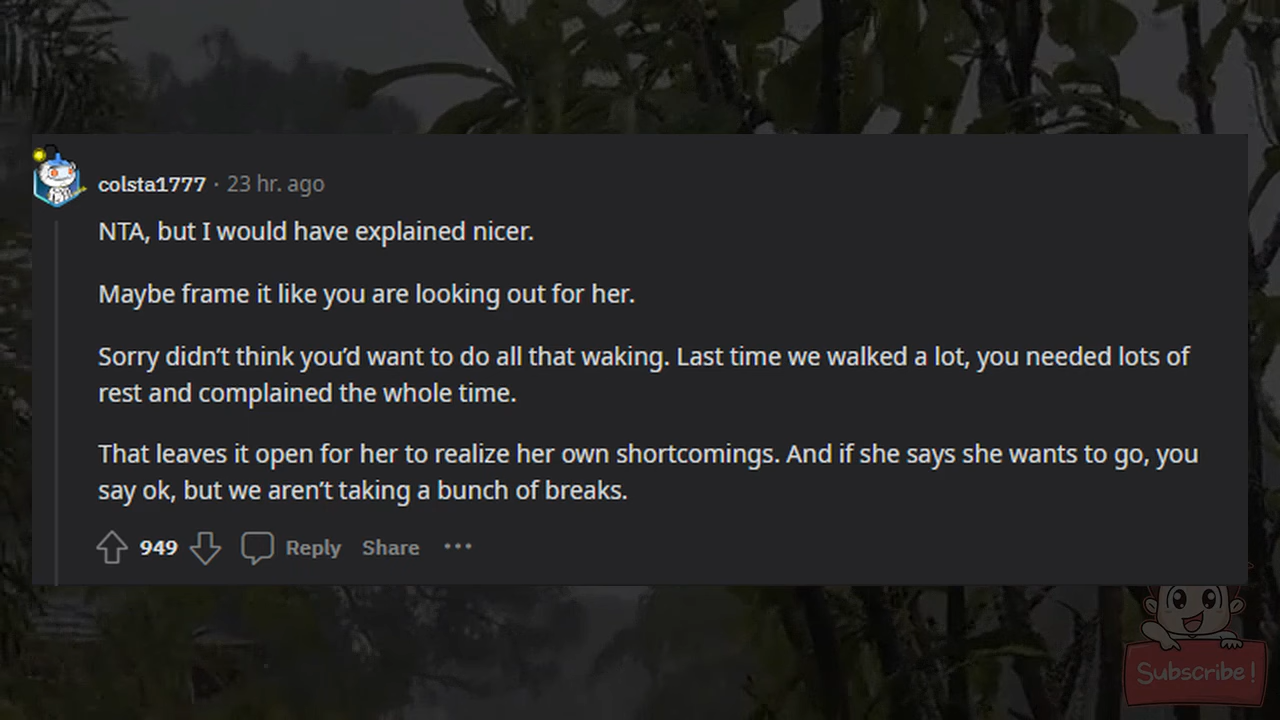 colsta1777 · 23 hr. ago
NTA, but I would have explained nicer.
Maybe frame it like you are looking out for her.
Sorry didn’t think you’d want to do all that waking. Last time we walked a lot, you needed lots of
rest and complained the whole time.
That leaves it open for her to realize her own shortcomings. And if she says she wants to go, you
say ok, but we aren’t taking a bunch of breaks.
949 Reply Share ···
Subscribe!